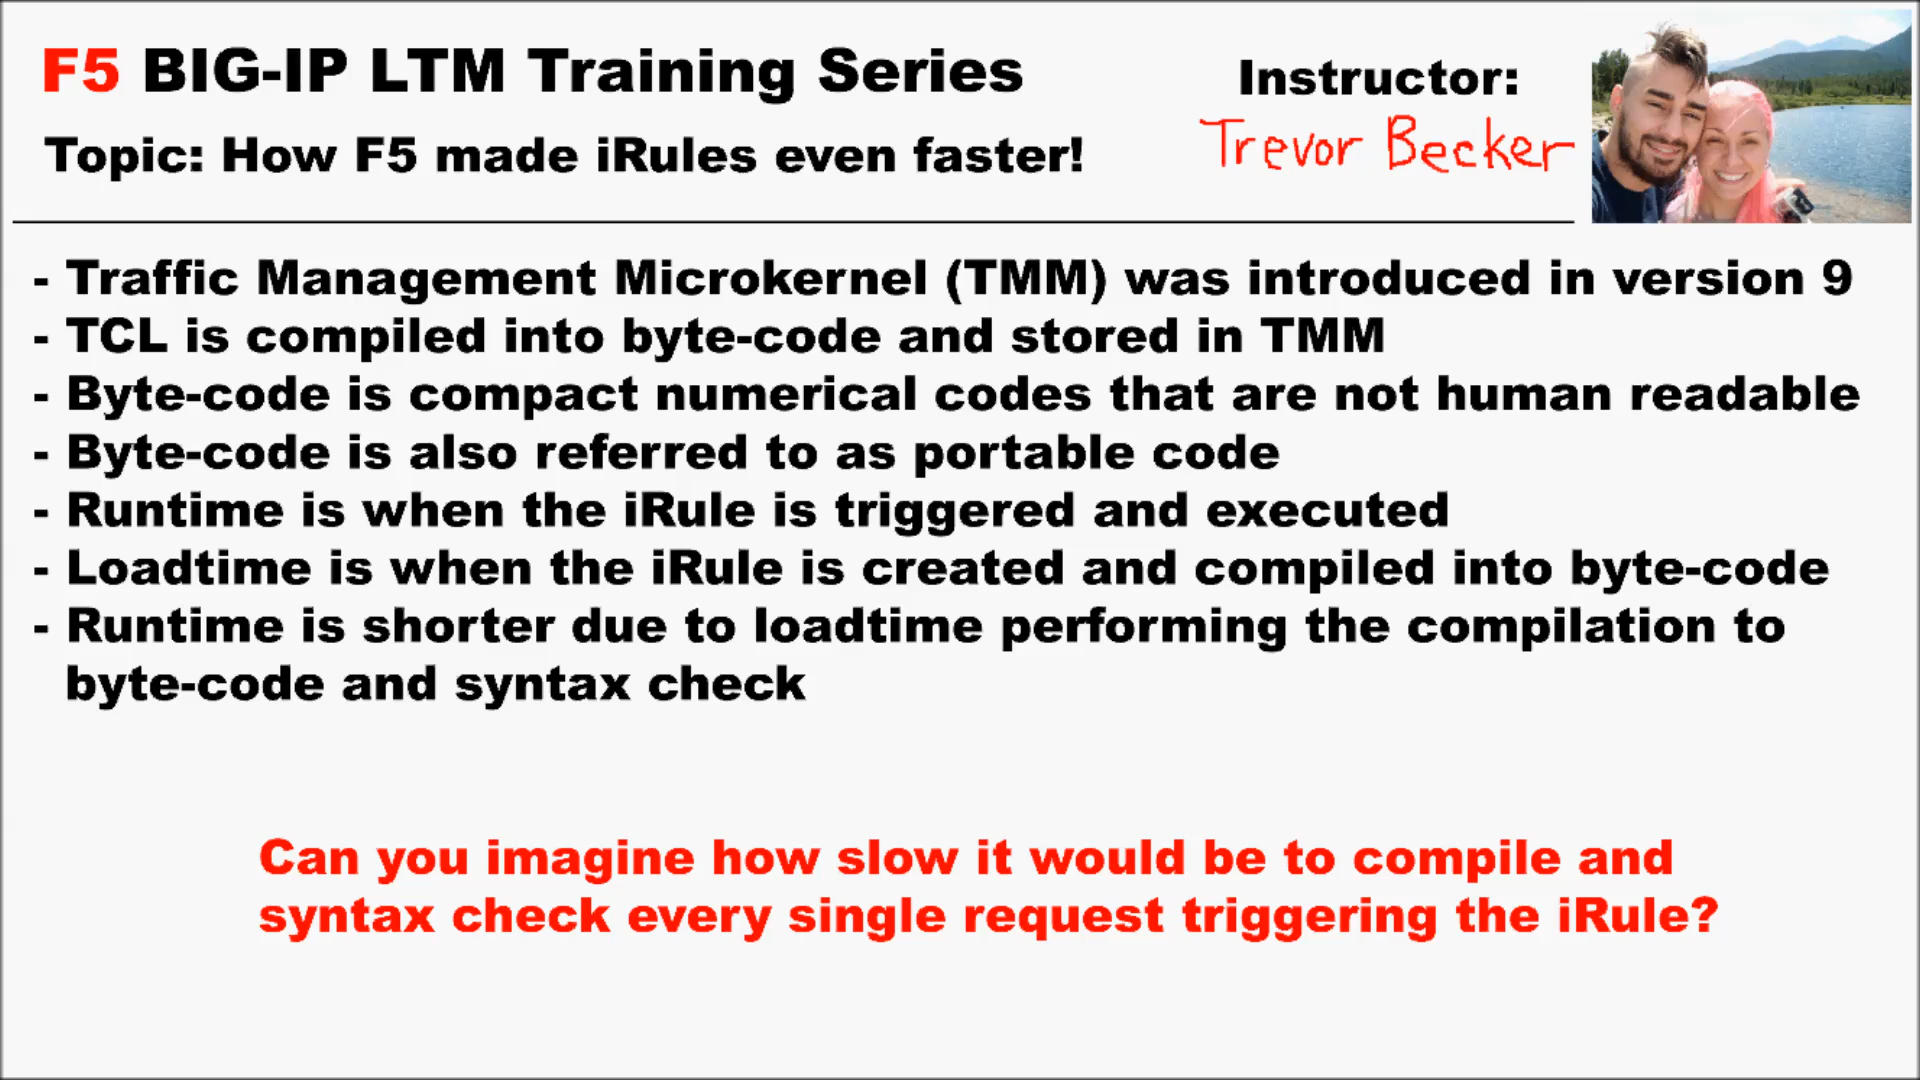 F5 BIG-IP LTM Training Series
Topic: How F5 made iRules even faster!
Instructor:
Trevor Becker
- Traffic Management Microkernel (TMM) was introduced in version 9
- TCL is compiled into byte-code and stored in TMM
- Byte-code is compact numerical codes that are not human readable
- Byte-code is also referred to as portable code
- Runtime is when the iRule is triggered and executed
- Loadtime is when the iRule is created and compiled into byte-code
- Runtime is shorter due to loadtime performing the compilation to
byte-code and syntax check
Can you imagine how slow it would be to compile and
syntax check every single request triggering the iRule?